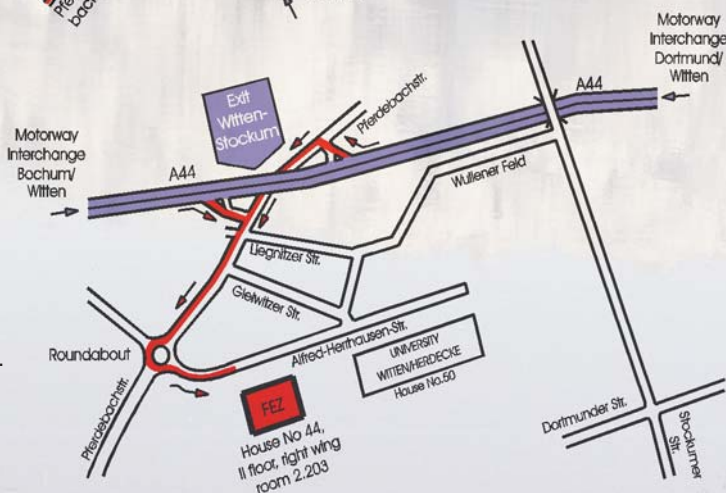 bach
Motorway
Interchange
Dortmund/
Witten
A44
Exit
Witten-
Stockum
Pferdebachstr.
Motorway
Interchange
Bochum/
Witten
A44
Wullener Feld
Liegnitzer Str.
Gleiwitzer Str.
Roundabout
Alfred-Herrhausen-Str.
UNIVERSITY
WITTEN/HERDECKE
House No.50
Pferdebachstr.
FEZ
House No 44,
II floor, right wing
room 2.203
Dortmunder Str.
Stockumer
Str.